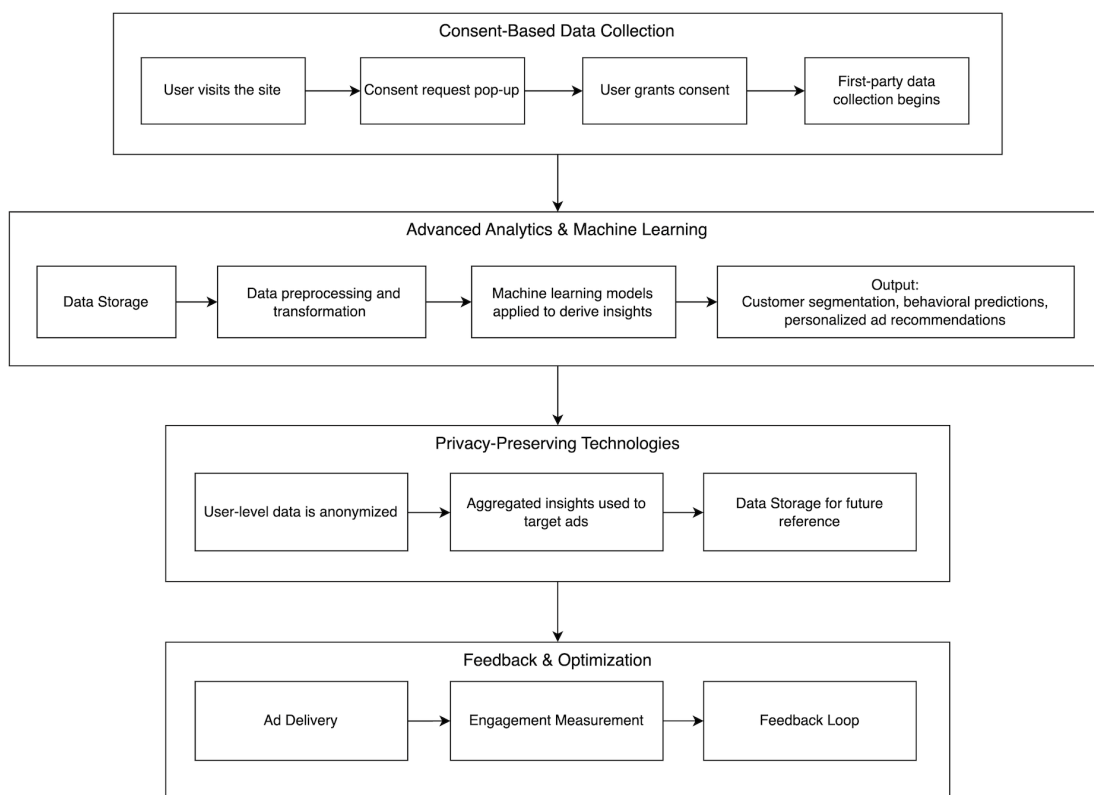 Consent-Based Data Collection
User visits the site
Consent request pop-up
User grants consent
First-party data
collection begins
Advanced Analytics & Machine Learning
Data Storage
Data preprocessing and
transformation
Machine learning models
applied to derive insights
Output:
Customer segmentation, behavioral predictions,
personalized ad recommendations
Privacy-Preserving Technologies
User-level data is anonymized
Aggregated insights used to
target ads
Data Storage for future
reference
Feedback & Optimization
Ad Delivery
Engagement Measurement
Feedback Loop